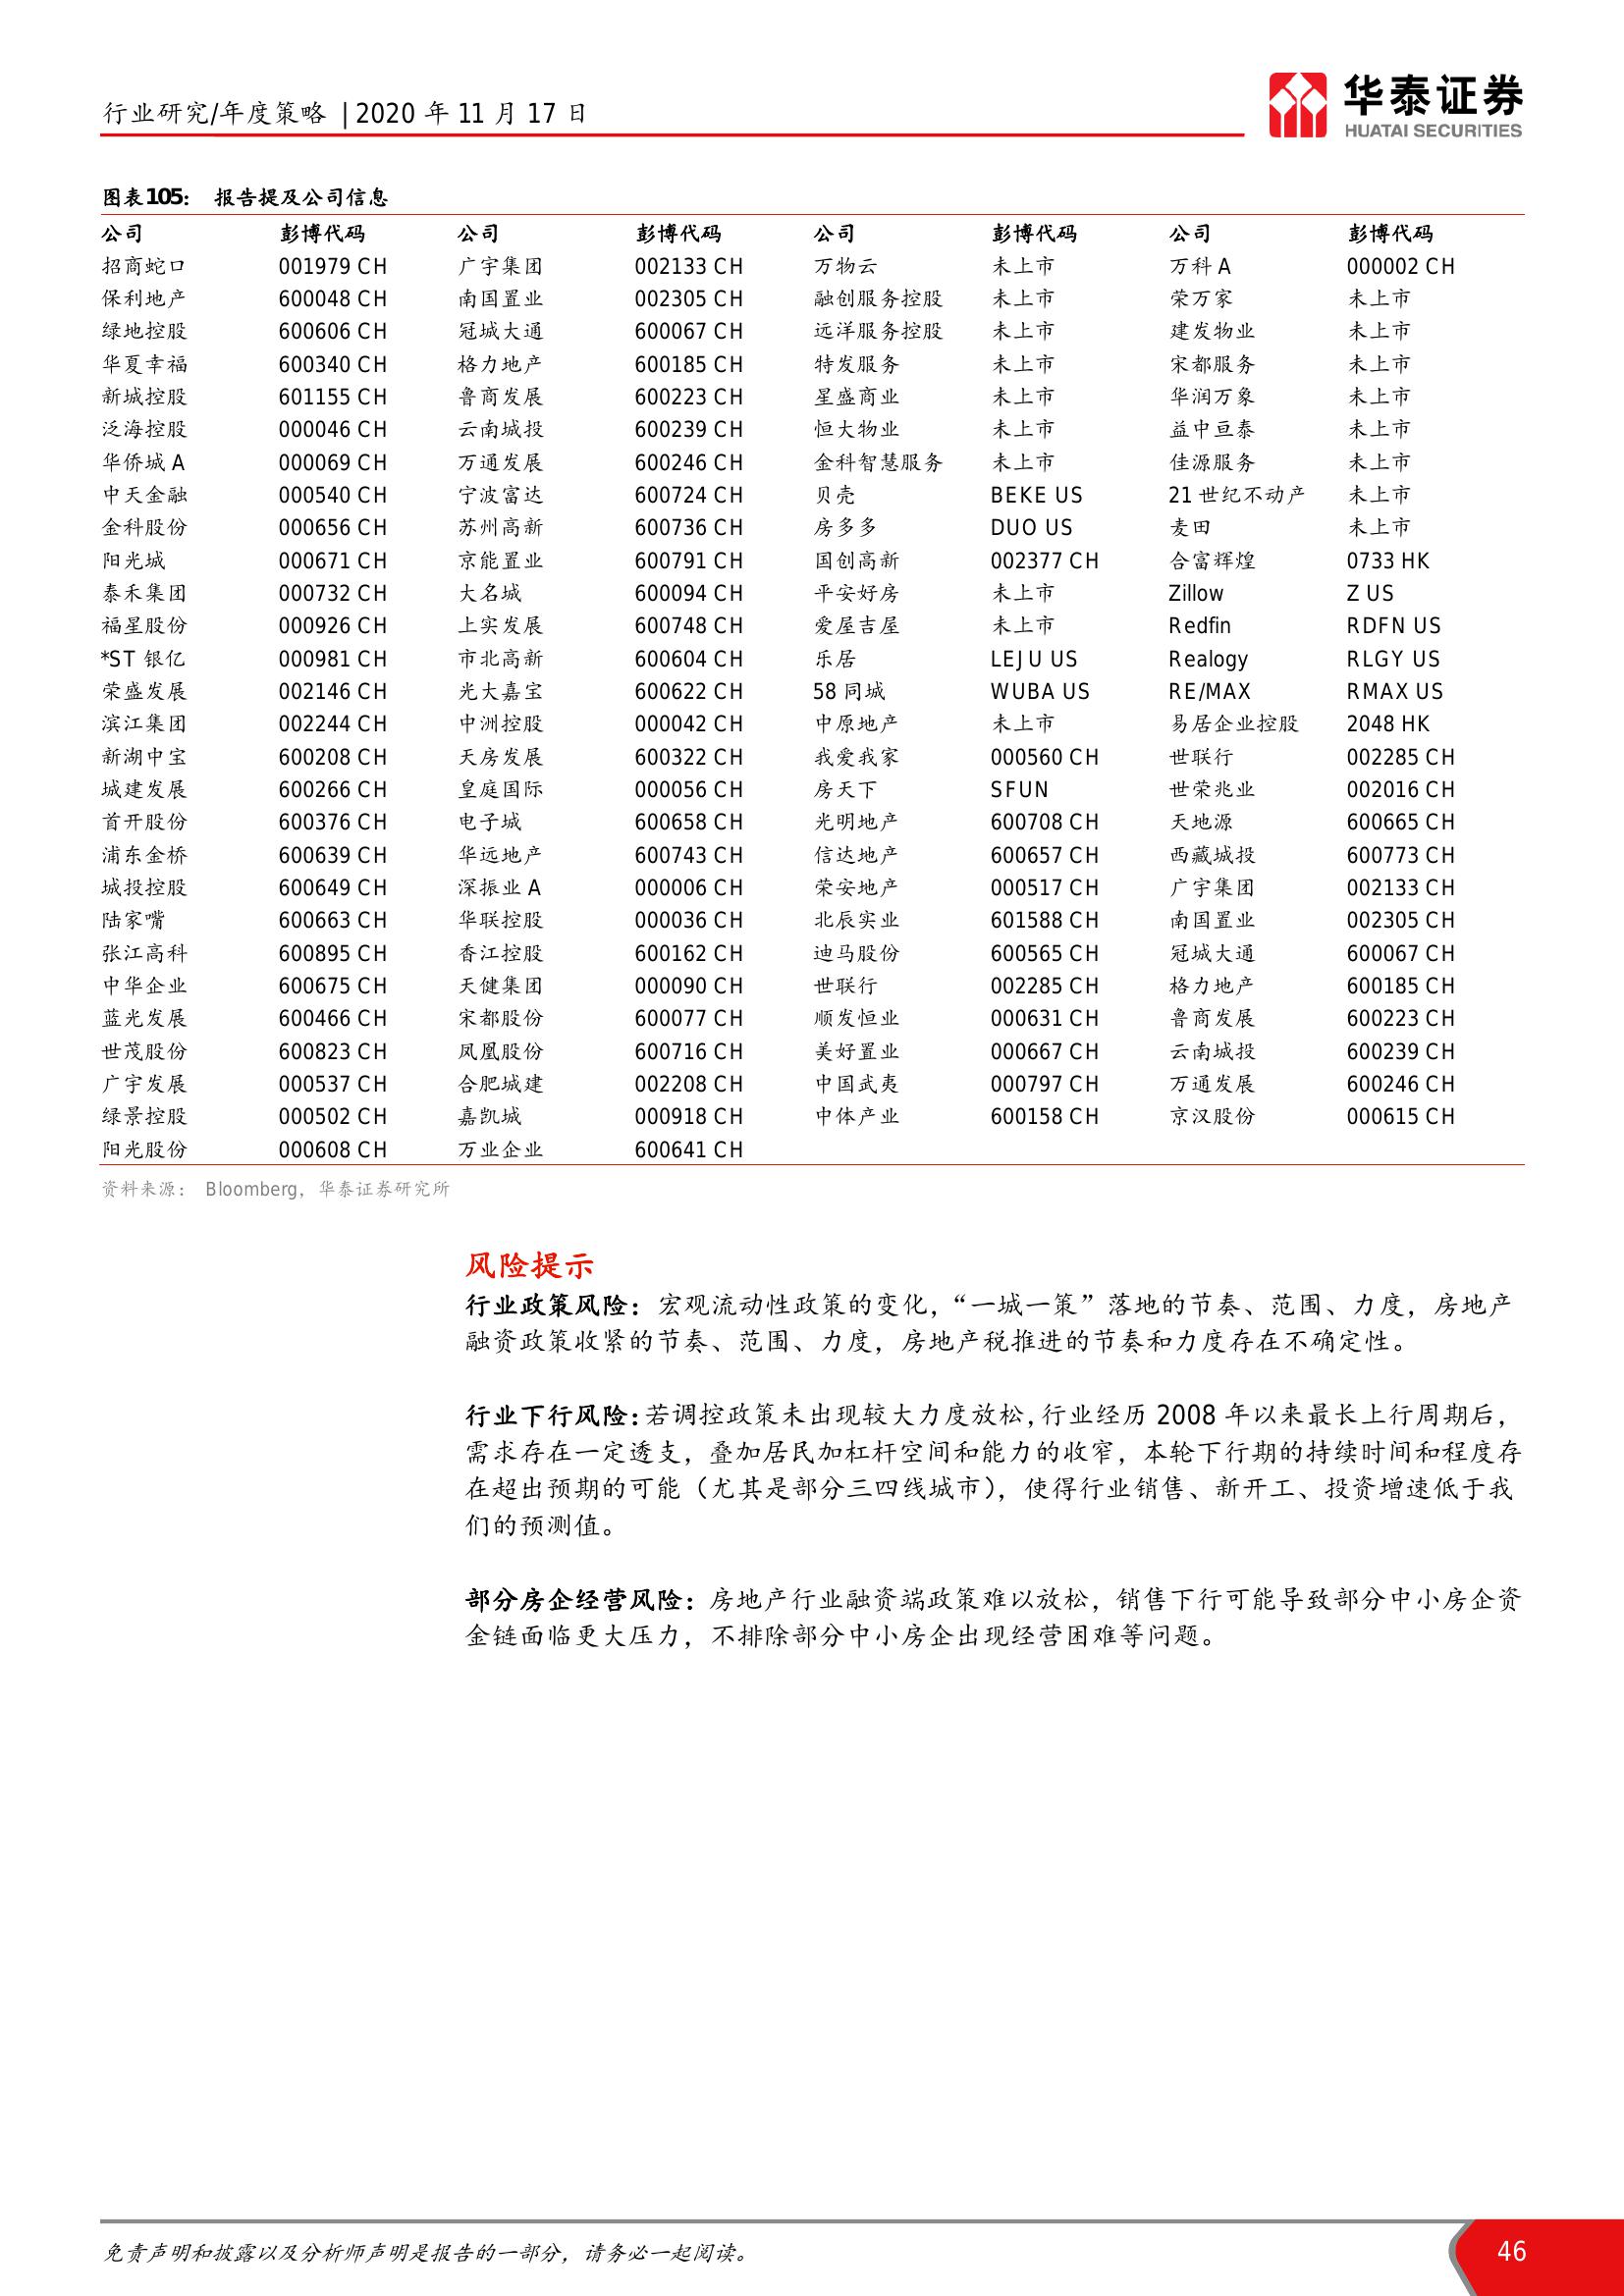 行业研究/年度策略 | 2020 年 11 月 17 日
华泰证券
HUATAI SECURITIES
图表105： 报告提及公司信息
公司 彭博代码 公司 彭博代码 公司 彭博代码 公司 彭博代码
招商蛇口 001979 CH 广宇集团 002133 CH 万物云 未上市 万科 A 000002 CH
保利地产 600048 CH 南国置业 002305 CH 融创服务控股 未上市 荣万家 未上市
绿地控股 600606 CH 冠城大通 600067 CH 远洋服务控股 未上市 建发物业 未上市
华夏幸福 600340 CH 格力地产 600185 CH 特发服务 未上市 宋都服务 未上市
新城控股 601155 CH 鲁商发展 600223 CH 星盛商业 未上市 华润万象 未上市
泛海控股 000046 CH 云南城投 600239 CH 恒大物业 未上市 益中亘泰 未上市
华侨城 A 000069 CH 万通发展 600246 CH 金科智慧服务 未上市 佳源服务 未上市
中天金融 000540 CH 宁波富达 600724 CH 贝壳 BEKE US 21 世纪不动产 未上市
金科股份 000656 CH 苏州高新 600736 CH 房多多 DUO US 麦田 未上市
阳光城 000671 CH 京能置业 600791 CH 国创高新 002377 CH 合富辉煌 0733 HK
泰禾集团 000732 CH 大名城 600094 CH 平安好房 未上市 Zillow Z US
福星股份 000926 CH 上实发展 600748 CH 爱屋吉屋 未上市 Redfin RDFN US
*ST 银亿 000981 CH 市北高新 600604 CH 乐居 LEJU US Realogy RLGY US
荣盛发展 002146 CH 光大嘉宝 600622 CH 58 同城 WUBA US RE/MAX RMAX US
滨江集团 002244 CH 中洲控股 000042 CH 中原地产 未上市 易居企业控股 2048 HK
新湖中宝 600208 CH 天房发展 600322 CH 我爱我家 000560 CH 世联行 002285 CH
城建发展 600266 CH 皇庭国际 000056 CH 房天下 SFUN 世荣兆业 002016 CH
首开股份 600376 CH 电子城 600658 CH 光明地产 600708 CH 天地源 600665 CH
浦东金桥 600639 CH 华远地产 600743 CH 信达地产 600657 CH 西藏城投 600773 CH
城投控股 600649 CH 深振业 A 000006 CH 荣安地产 000517 CH 广宇集团 002133 CH
陆家嘴 600663 CH 华联控股 000036 CH 北辰实业 601588 CH 南国置业 002305 CH
张江高科 600895 CH 香江控股 600162 CH 迪马股份 600565 CH 冠城大通 600067 CH
中华企业 600675 CH 天健集团 000090 CH 世联行 002285 CH 格力地产 600185 CH
蓝光发展 600466 CH 宋都股份 600077 CH 顺发恒业 000631 CH 鲁商发展 600223 CH
世茂股份 600823 CH 凤凰股份 600716 CH 美好置业 000667 CH 云南城投 600239 CH
广宇发展 000537 CH 合肥城建 002208 CH 中国武夷 000797 CH 万通发展 600246 CH
绿景控股 000502 CH 嘉凯城 000918 CH 中体产业 600158 CH 京汉股份 000615 CH
阳光股份 000608 CH 万业企业 600641 CH
资料来源： Bloomberg，华泰证券研究所
风险提示
行业政策风险：宏观流动性政策的变化，“一城一策”落地的节奏、范围、力度，房地产
融资政策收紧的节奏、范围、力度，房地产税推进的节奏和力度存在不确定性。
行业下行风险：若调控政策未出现较大力度放松，行业经历 2008 年以来最长上行周期后，
需求存在一定透支，叠加居民加杠杆空间和能力的收窄，本轮下行期的持续时间和程度存
在超出预期的可能（尤其是部分三四线城市），使得行业销售、新开工、投资增速低于我
们的预测值。
部分房企经营风险：房地产行业融资端政策难以放松，销售下行可能导致部分中小房企资
金链面临更大压力，不排除部分中小房企出现经营困难等问题。
免责声明和披露以及分析师声明是报告的一部分，请务必一起阅读。
46